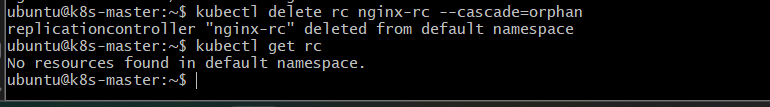 ubuntu@k8s-master:~$ kubectl delete rc nginx-rc --cascade=orphan
replicationcontroller "nginx-rc" deleted from default namespace
ubuntu@k8s-master:~$ kubectl get rc
No resources found in default namespace.
ubuntu@k8s-master:~$